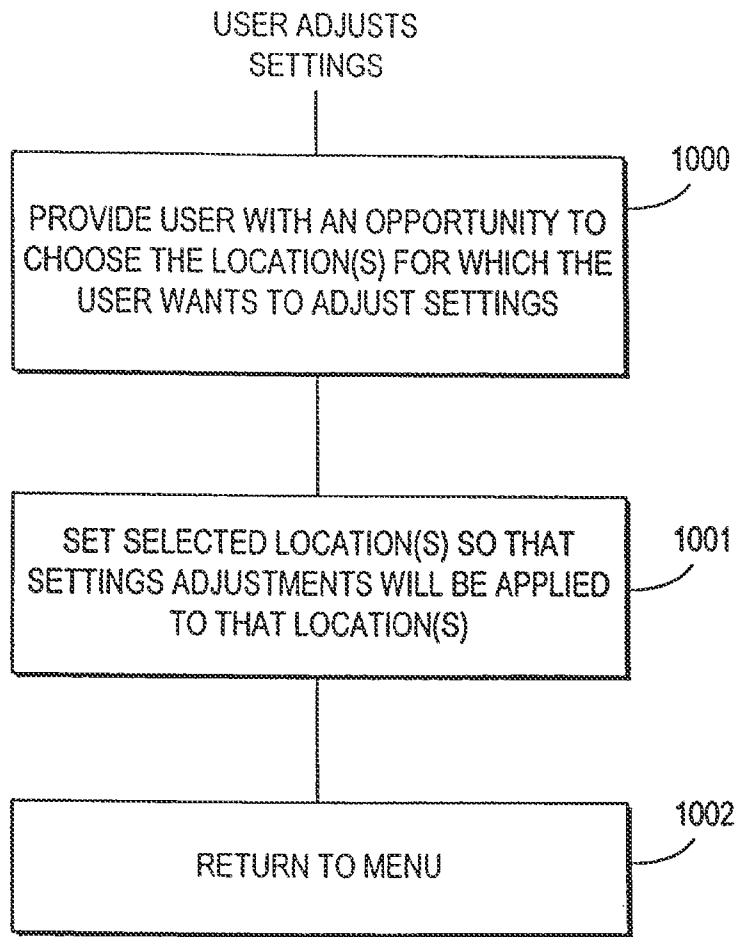 USER ADJUSTS
SETTINGS
1000
PROVIDE USER WITH AN OPPORTUNITY TO
CHOOSE THE LOCATION(S) FOR WHICH THE
USER WANTS TO ADJUST SETTINGS
1001
SET SELECTED LOCATION(S) SO THAT
SETTINGS ADJUSTMENTS WILL BE APPLIED
TO THAT LOCATION(S)
1002
RETURN TO MENU